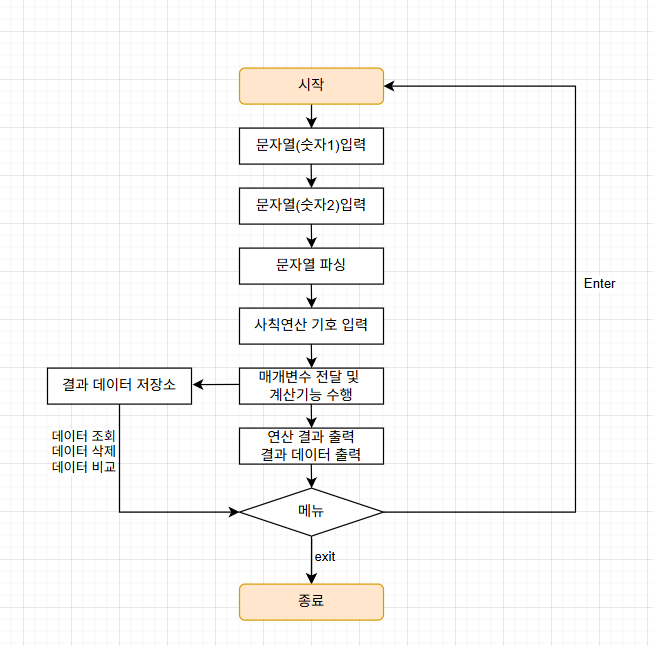 시작
문자열(숫자1)입력
문자열(숫자2)입력
문자열 파싱
Enter
사칙연산 기호 입력
결과 데이터 저장소
매개변수 전달 및
계산기능 수행
데이터 조회
데이터 삭제
데이터 비교
연산 결과 출력
결과 데이터 출력
메뉴
exit
종료